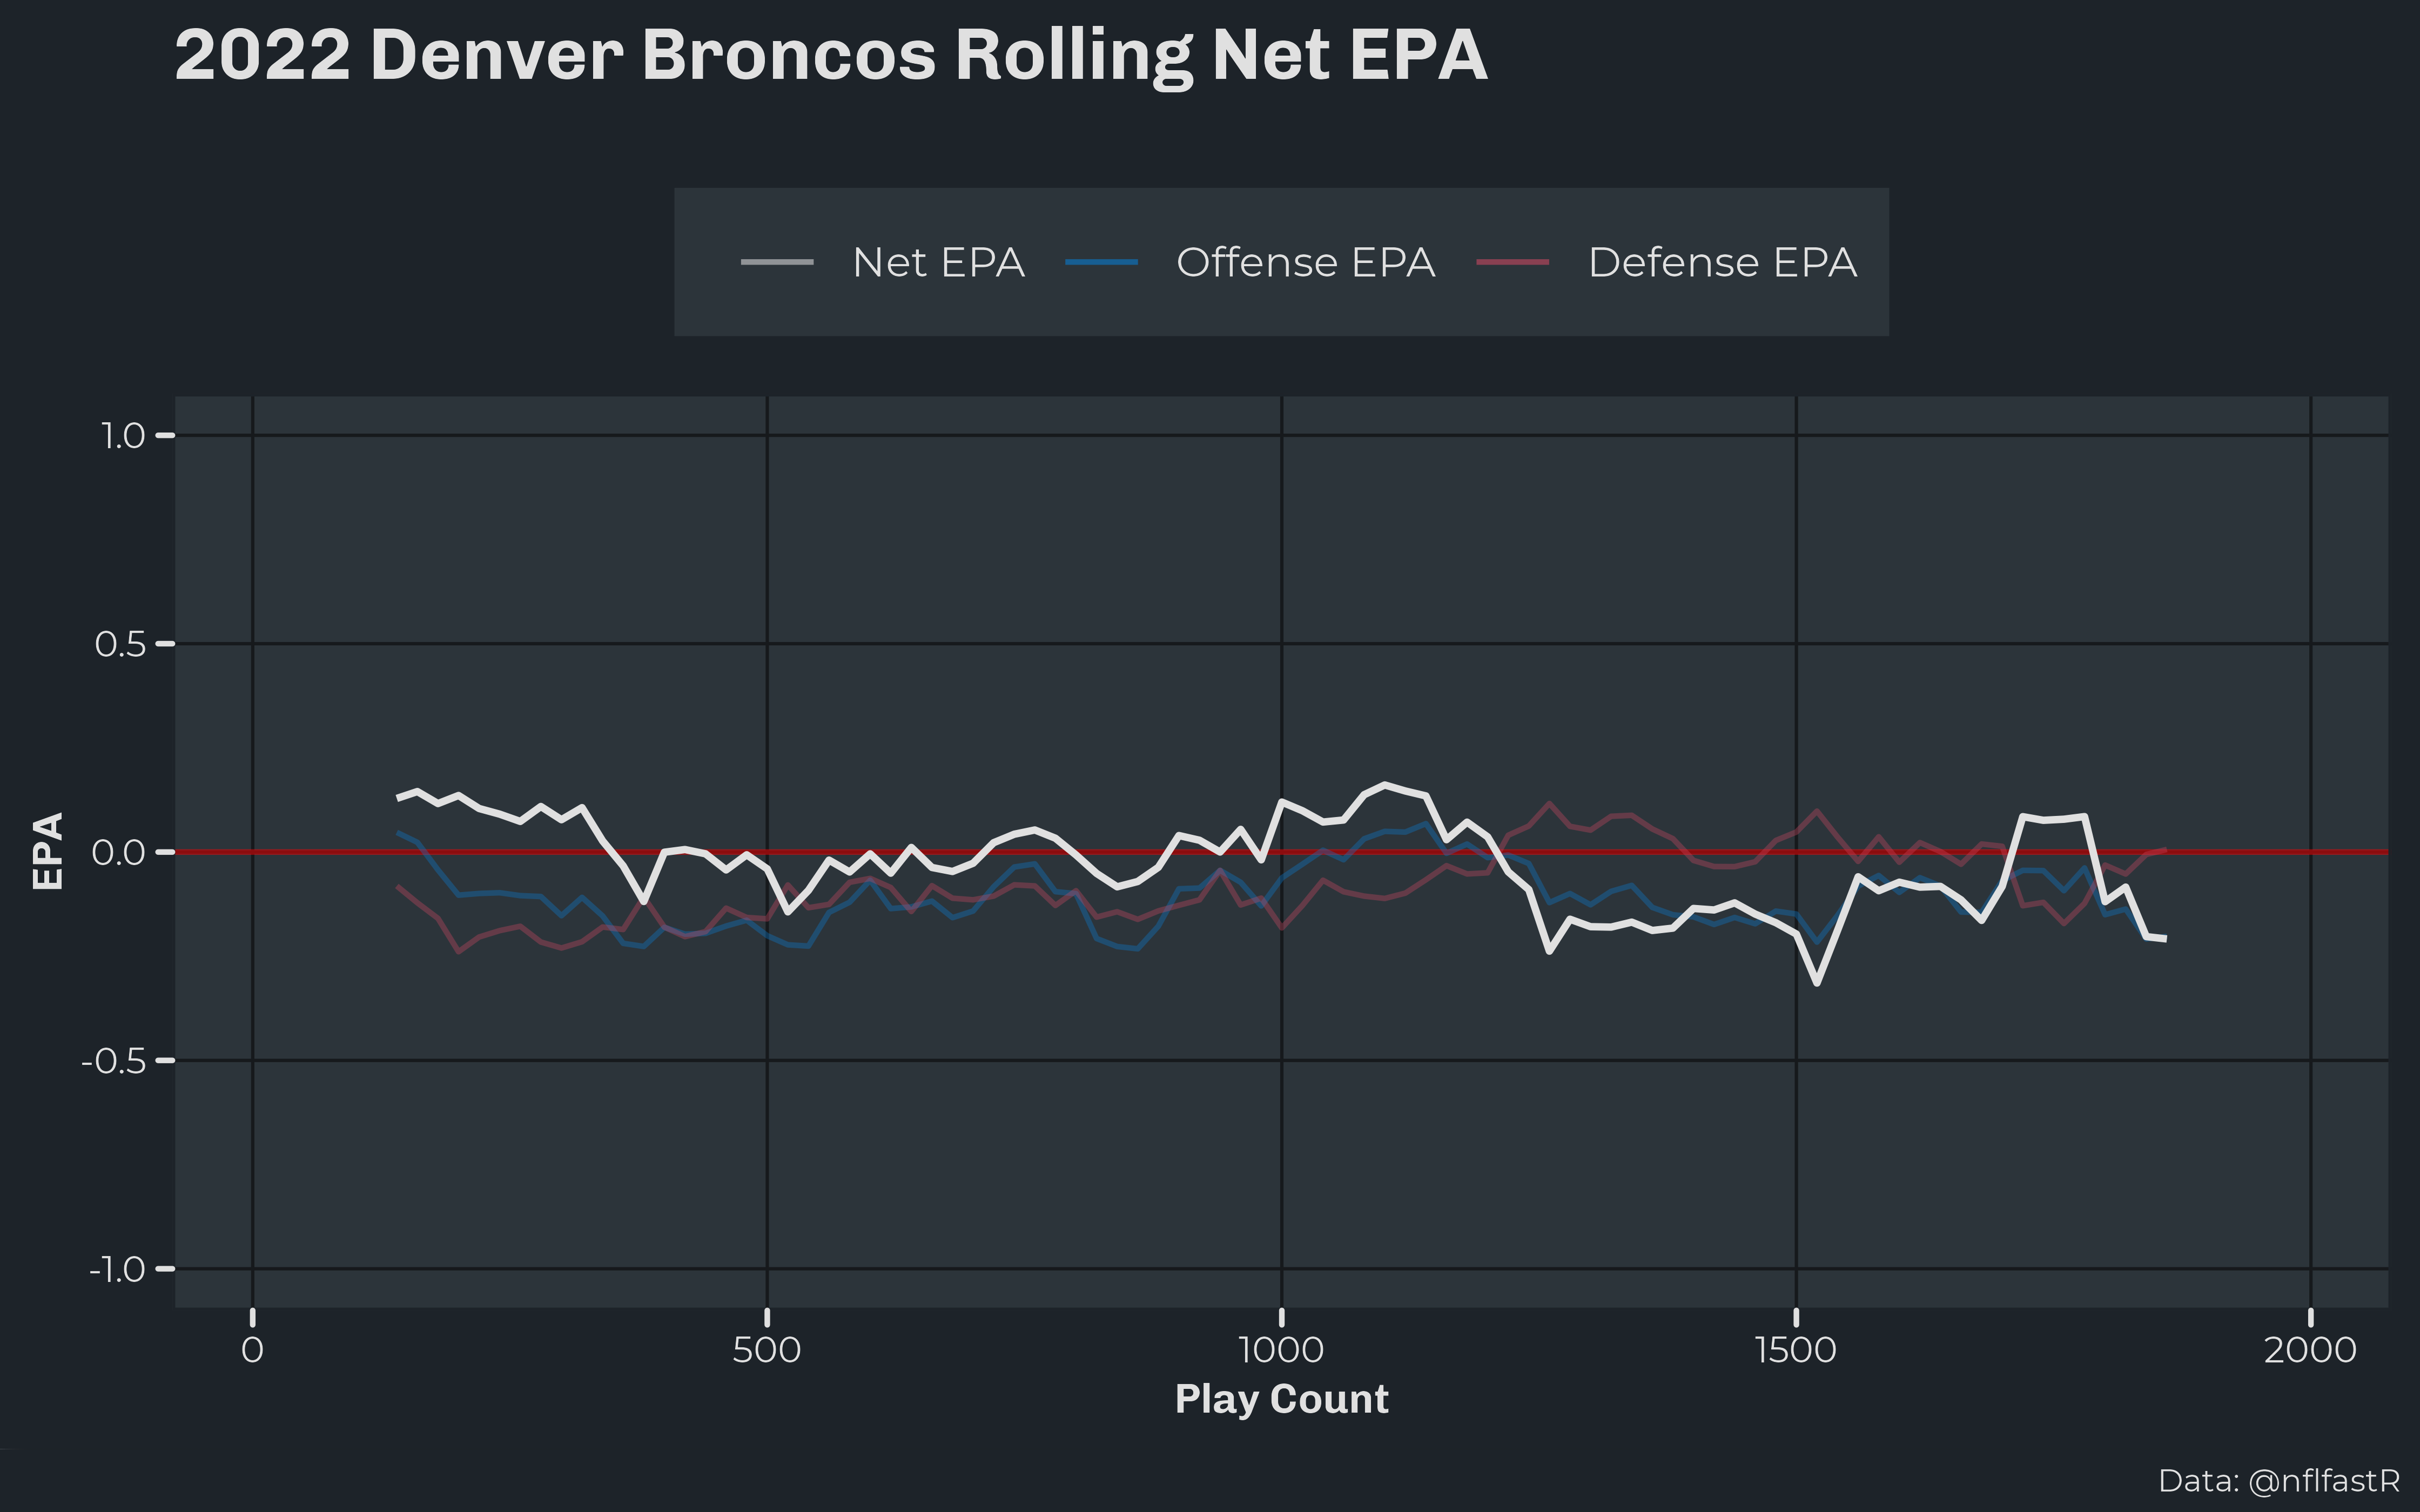 2022 Denver Broncos Rolling Net EPA
Net EPA Offense EPA Defense EPA
1.0
0.5
0.0
-0.5
-1.0
EPA
0 500 1000 1500 2000
Play Count
Data: @nflfastR